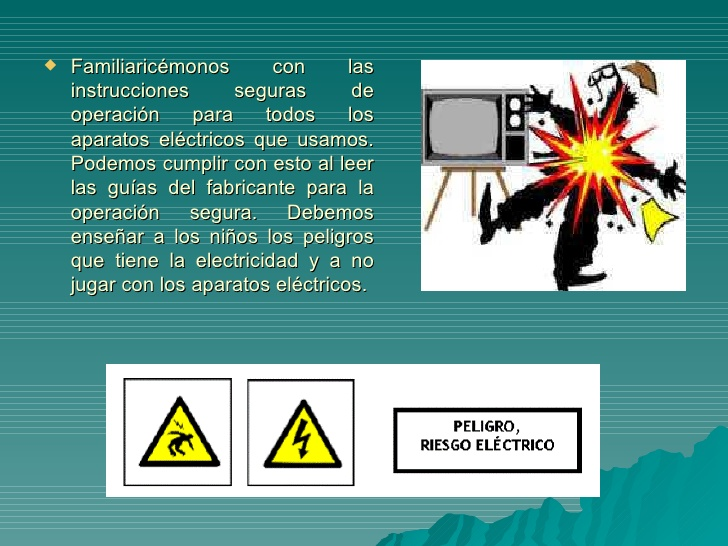 Familiaricémonos con las
instrucciones seguras de
operación para todos los
aparatos eléctricos que usamos.
Podemos cumplir con esto al leer
las guías del fabricante para la
operación segura. Debemos
enseñar a los niños los peligros
que tiene la electricidad y a no
jugar con los aparatos eléctricos.
PELIGRO,
RIESGO ELÉCTRICO